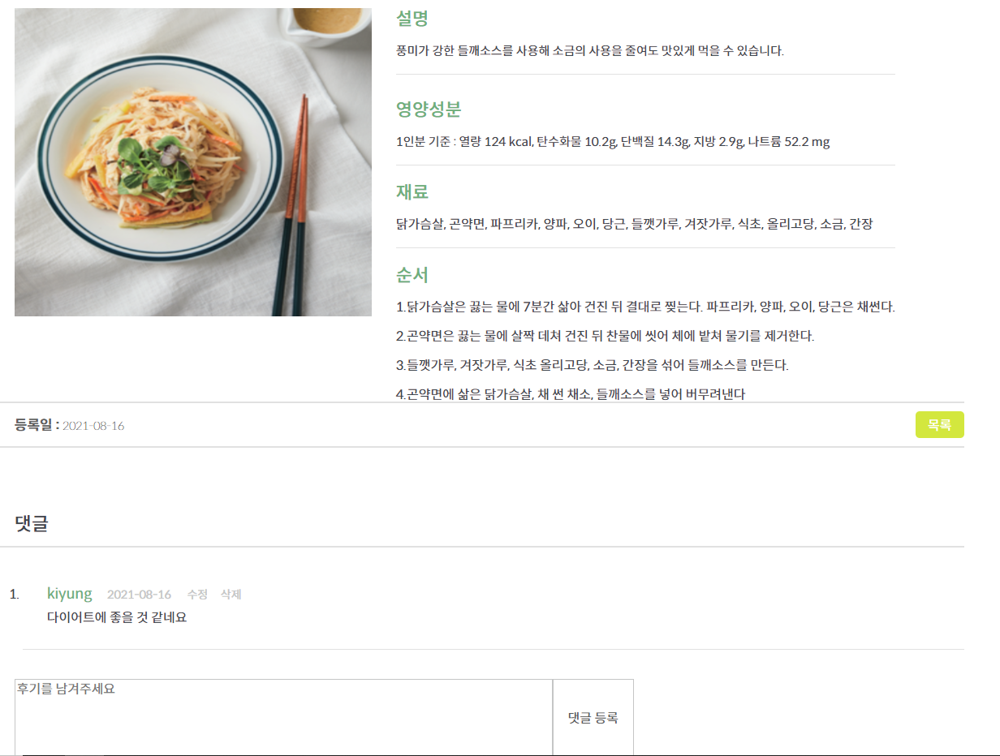 설명
풍미가 강한 들깨소스를 사용해 소금의 사용을 줄여도 맛있게 먹을 수 있습니다.
영양성분
1인분 기준 : 열량 124 kcal, 탄수화물 10.2g, 단백질 14.3g, 지방 2.9g, 나트륨 52.2 mg
재료
닭가슴살, 곤약면, 파프리카, 양파, 오이, 당근, 들깻가루, 겨잣가루, 식초, 올리고당, 소금, 간장
순서
1.닭가슴살은 끓는 물에 7분간 삶아 건진 뒤 결대로 찢는다. 파프리카, 양파, 오이, 당근은 채썬다.
2.곤약면은 끓는 물에 살짝 데쳐 건진 뒤 찬물에 씻어 체에 밭쳐 물기를 제거한다.
3.들깻가루, 겨잣가루, 식초 올리고당, 소금, 간장을 섞어 들깨소스를 만든다.
4.곤약면에 삶은 닭가슴살, 채 썬 채소, 들깨소스를 넣어 버무려낸다
등록일 : 2021-08-16 목록
댓글
1. kiyung 2021-08-16 수정 삭제
다이어트에 좋을 것 같네요
후기를 남겨주세요
댓글 등록